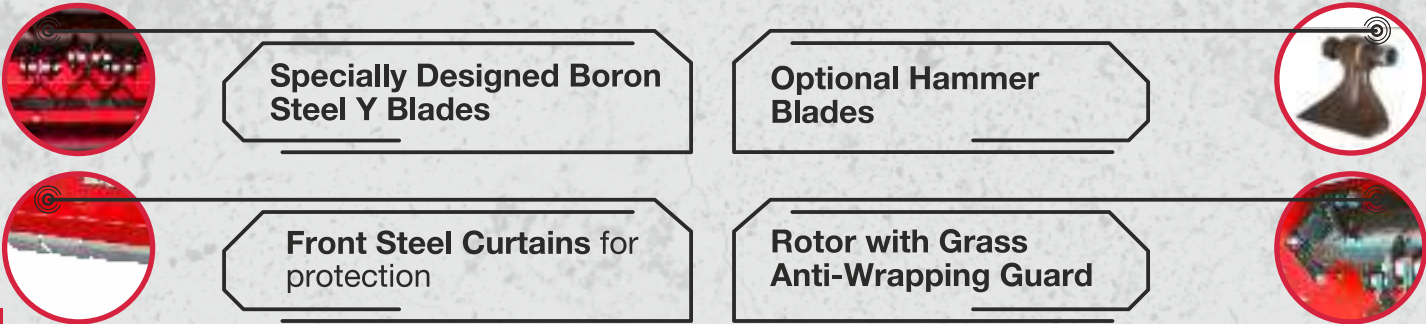 Specially Designed Boron
Steel Y Blades
Optional Hammer
Blades
Front Steel Curtains for
protection
Rotor with Grass
Anti-Wrapping Guard